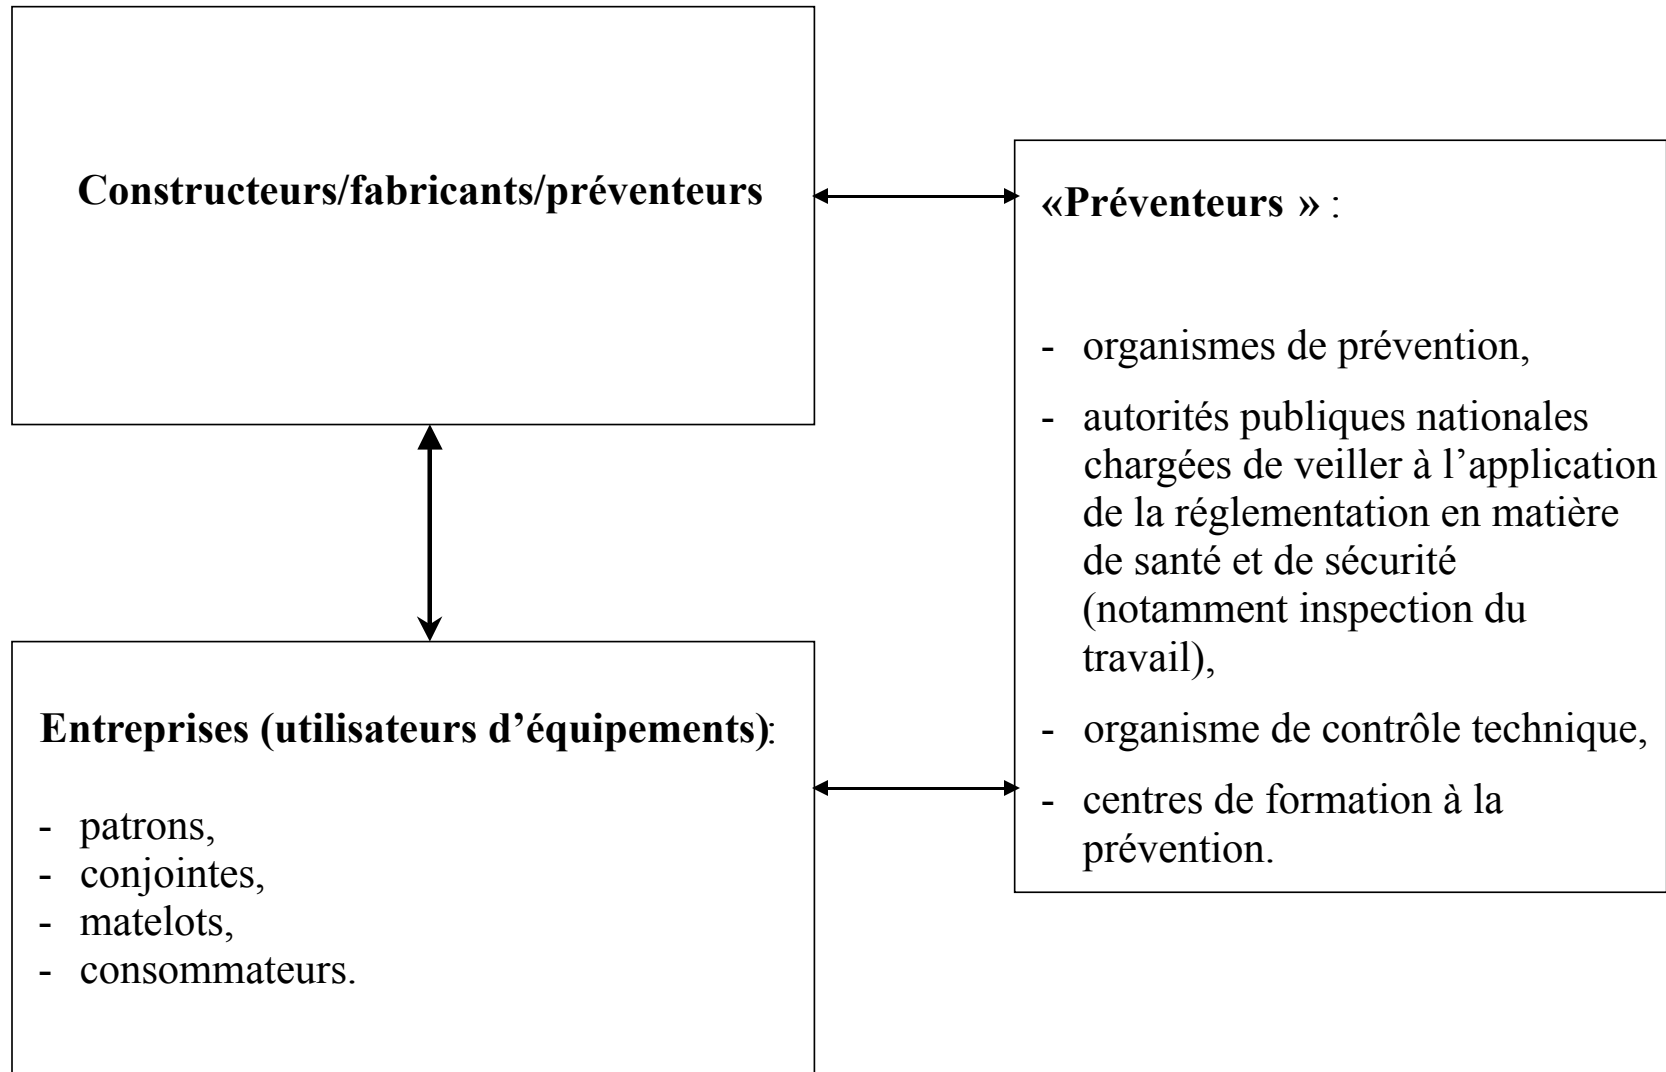 Constructeurs/fabricants/préventeurs
«Préventeurs » :
- organismes de prévention,
- autorités publiques nationales
chargées de veiller à l’application
de la réglementation en matière
de santé et de sécurité
(notamment inspection du
travail),
- organisme de contrôle technique,
- centres de formation à la
prévention.
Entreprises (utilisateurs d’équipements):
- patrons,
- conjointes,
- matelots,
- consommateurs.